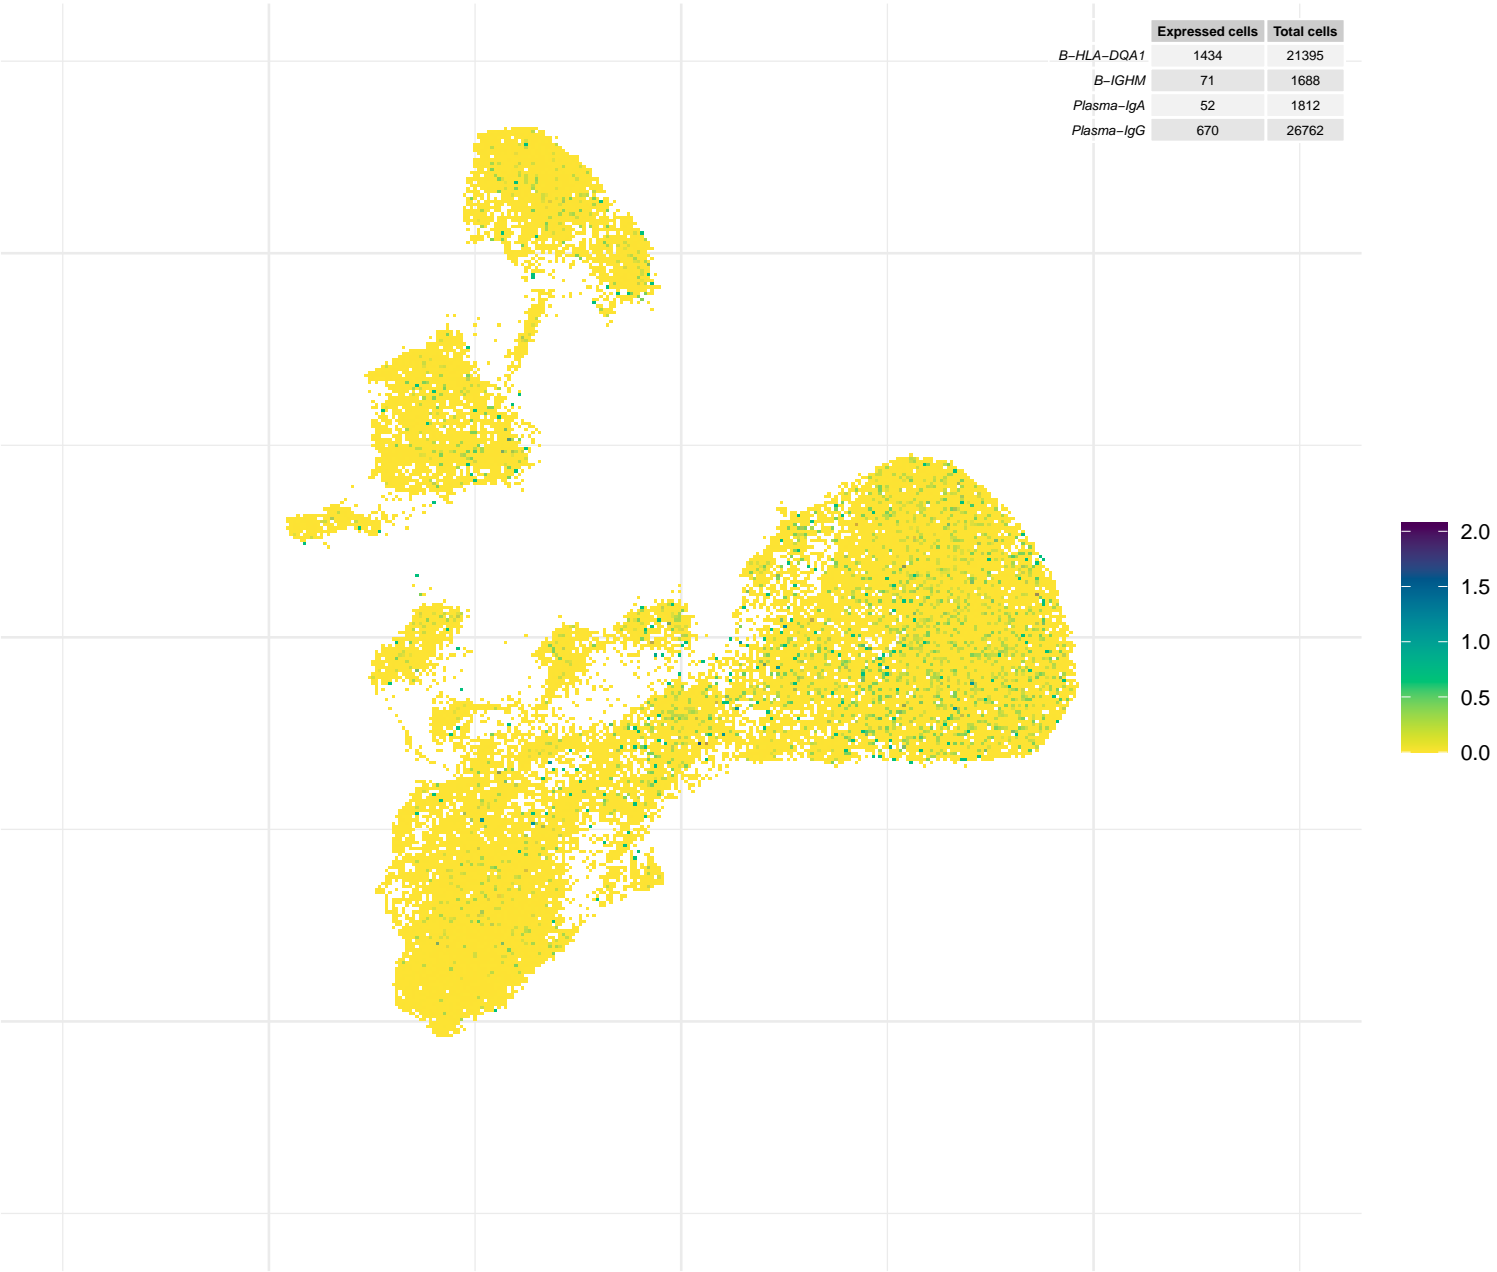 Expressed cells Total cells
B−HLA−DQA1 1434 21395
B−IGHM 71 1688
Plasma−IgA 52 1812
Plasma−IgG 670 26762
2.0
1.5
1.0
0.5
0.0